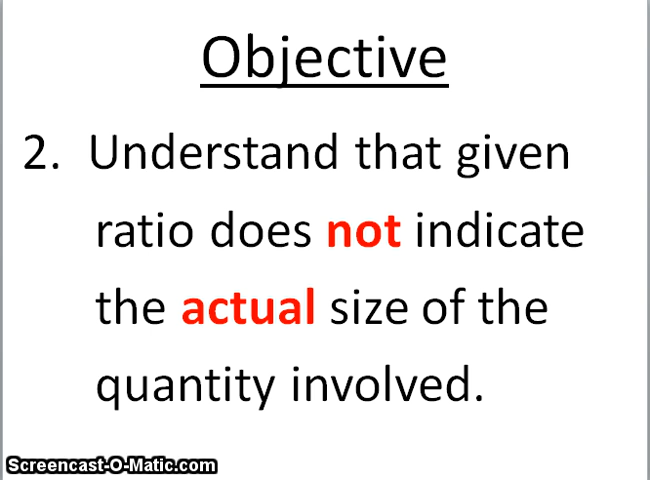 Objective
2. Understand that given
ratio does not indicate
the actual size of the
quantity involved.
Screencast-O-Matic.com